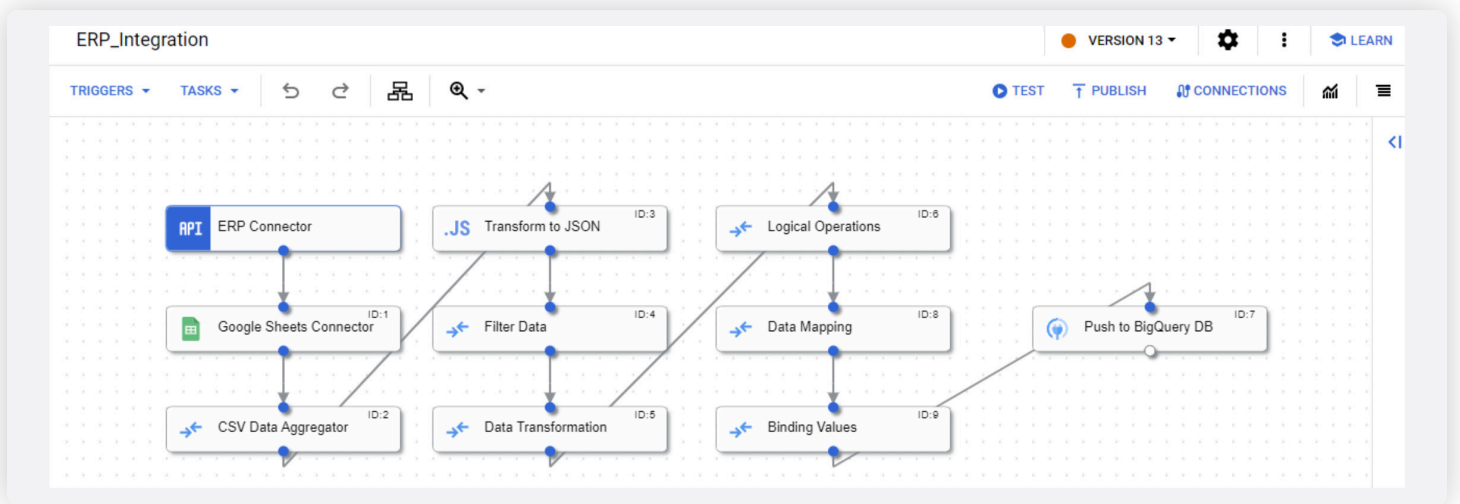 ERP_Integration
VERSION 13
LEARN
TRIGGERS
TASKS
TEST
PUBLISH
CONNECTIONS
API
ERP Connector
ID:1
Google Sheets Connector
ID:2
CSV Data Aggregator
ID:3
.JS
Transform to JSON
ID:4
Filter Data
ID:5
Data Transformation
ID:6
Logical Operations
ID:8
Data Mapping
ID:9
Binding Values
ID:7
Push to BigQuery DB